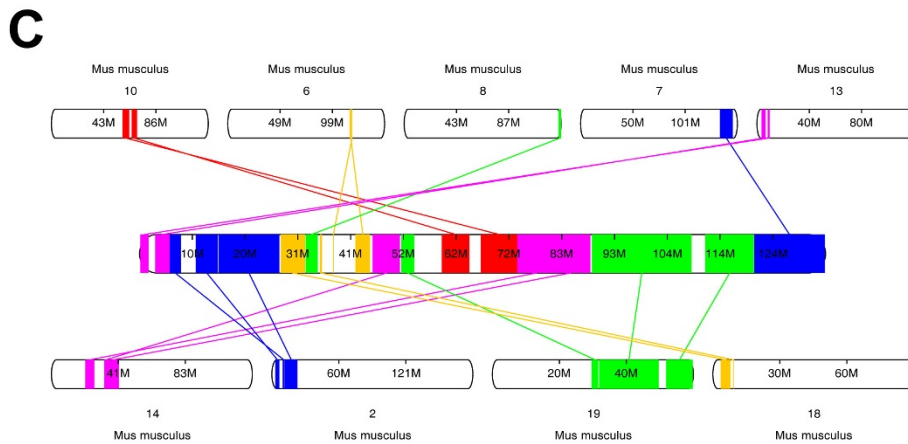 C
Mus musculus Mus musculus Mus musculus Mus musculus Mus musculus
10 6 8 7 13
43M 86M 49M 99M 43M 87M 50M 101M 40M 80M
10M 20M 31M 41M 52M 62M 72M 83M 93M 104M 114M 124M
41M 83M 60M 121M 20M 40M 30M 60M
14 2 19 18
Mus musculus Mus musculus Mus musculus Mus musculus